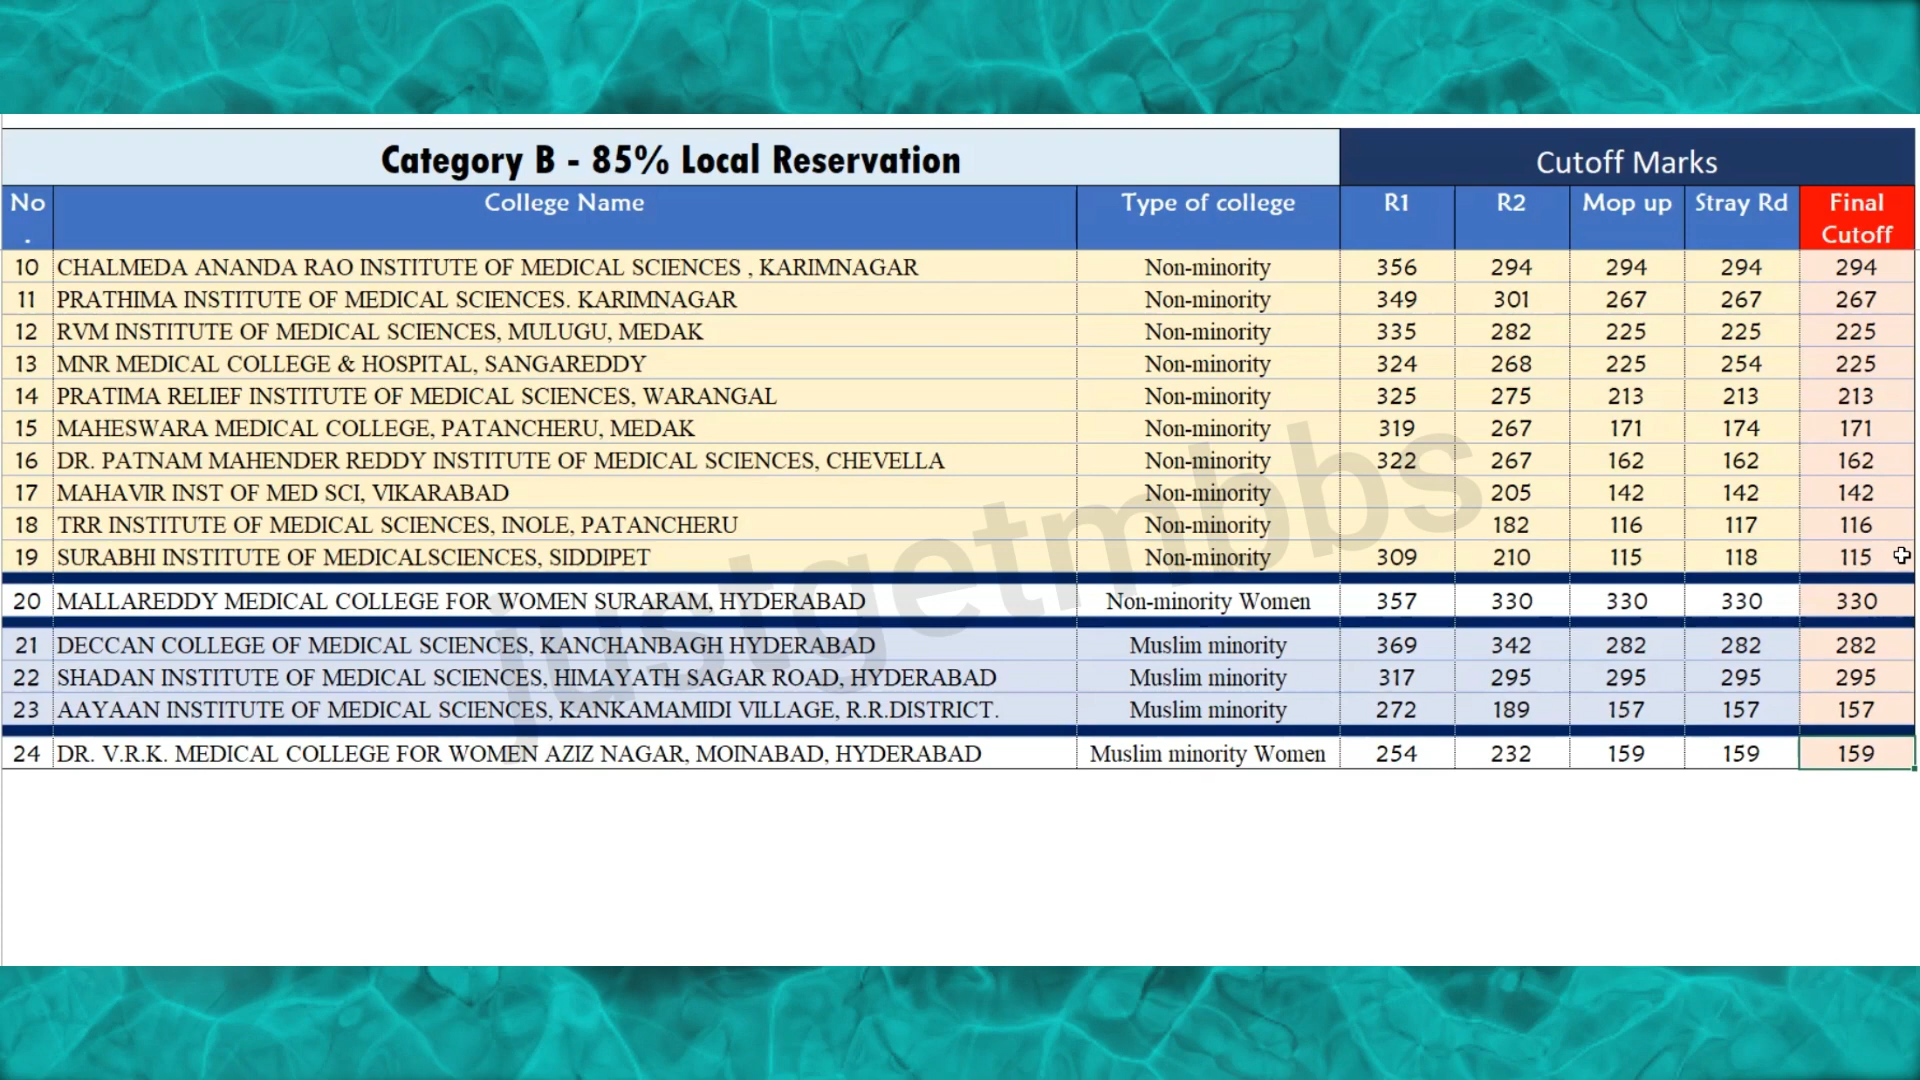 Category B - 85% Local Reservation Cutoff Marks
No. College Name Type of college R1 R2 Mop up Stray Rd Final Cutoff
10 CHALMEDA ANANDA RAO INSTITUTE OF MEDICAL SCIENCES , KARIMNAGAR Non-minority 356 294 294 294 294
11 PRATHIMA INSTITUTE OF MEDICAL SCIENCES. KARIMNAGAR Non-minority 349 301 267 267 267
12 RVM INSTITUTE OF MEDICAL SCIENCES, MULUGU, MEDAK Non-minority 335 282 225 225 225
13 MNR MEDICAL COLLEGE & HOSPITAL, SANGAREDDY Non-minority 324 268 225 254 225
14 PRATIMA RELIEF INSTITUTE OF MEDICAL SCIENCES, WARANGAL Non-minority 325 275 213 213 213
15 MAHESWARA MEDICAL COLLEGE, PATANCHERU, MEDAK Non-minority 319 267 171 174 171
16 DR. PATNAM MAHENDER REDDY INSTITUTE OF MEDICAL SCIENCES, CHEVELLA Non-minority 322 267 162 162 162
17 MAHAVIR INST OF MED SCI, VIKARABAD Non-minority 205 142 142 142
18 TRR INSTITUTE OF MEDICAL SCIENCES, INOLE, PATANCHERU Non-minority 182 116 117 116
19 SURABHI INSTITUTE OF MEDICALSCIENCES, SIDDIPET Non-minority 309 210 115 118 115
20 MALLAREDDY MEDICAL COLLEGE FOR WOMEN SURARAM, HYDERABAD Non-minority Women 357 330 330 330 330
21 DECCAN COLLEGE OF MEDICAL SCIENCES, KANCHANBAGH HYDERABAD Muslim minority 369 342 282 282 282
22 SHADAN INSTITUTE OF MEDICAL SCIENCES, HIMAYATH SAGAR ROAD, HYDERABAD Muslim minority 317 295 295 295 295
23 AAYAAN INSTITUTE OF MEDICAL SCIENCES, KANKAMAMIDI VILLAGE, R.R.DISTRICT. Muslim minority 272 189 157 157 157
24 DR. V.R.K. MEDICAL COLLEGE FOR WOMEN AZIZ NAGAR, MOINABAD, HYDERABAD Muslim minority Women 254 232 159 159 159
justgetmbbs